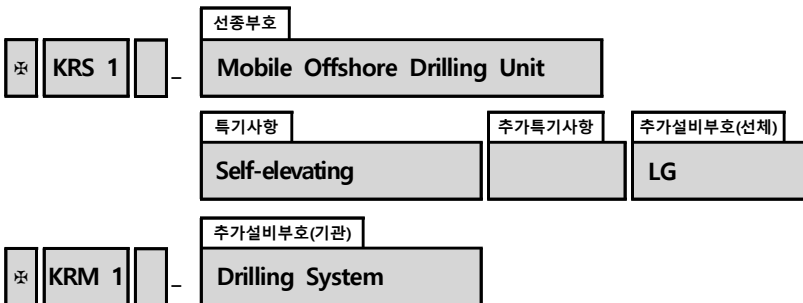 선종부호
✠ KRS 1 – Mobile Offshore Drilling Unit
특기사항 추가특기사항 추가설비부호(선체)
Self-elevating LG
추가설비부호(기관)
✠ KRM 1 – Drilling System